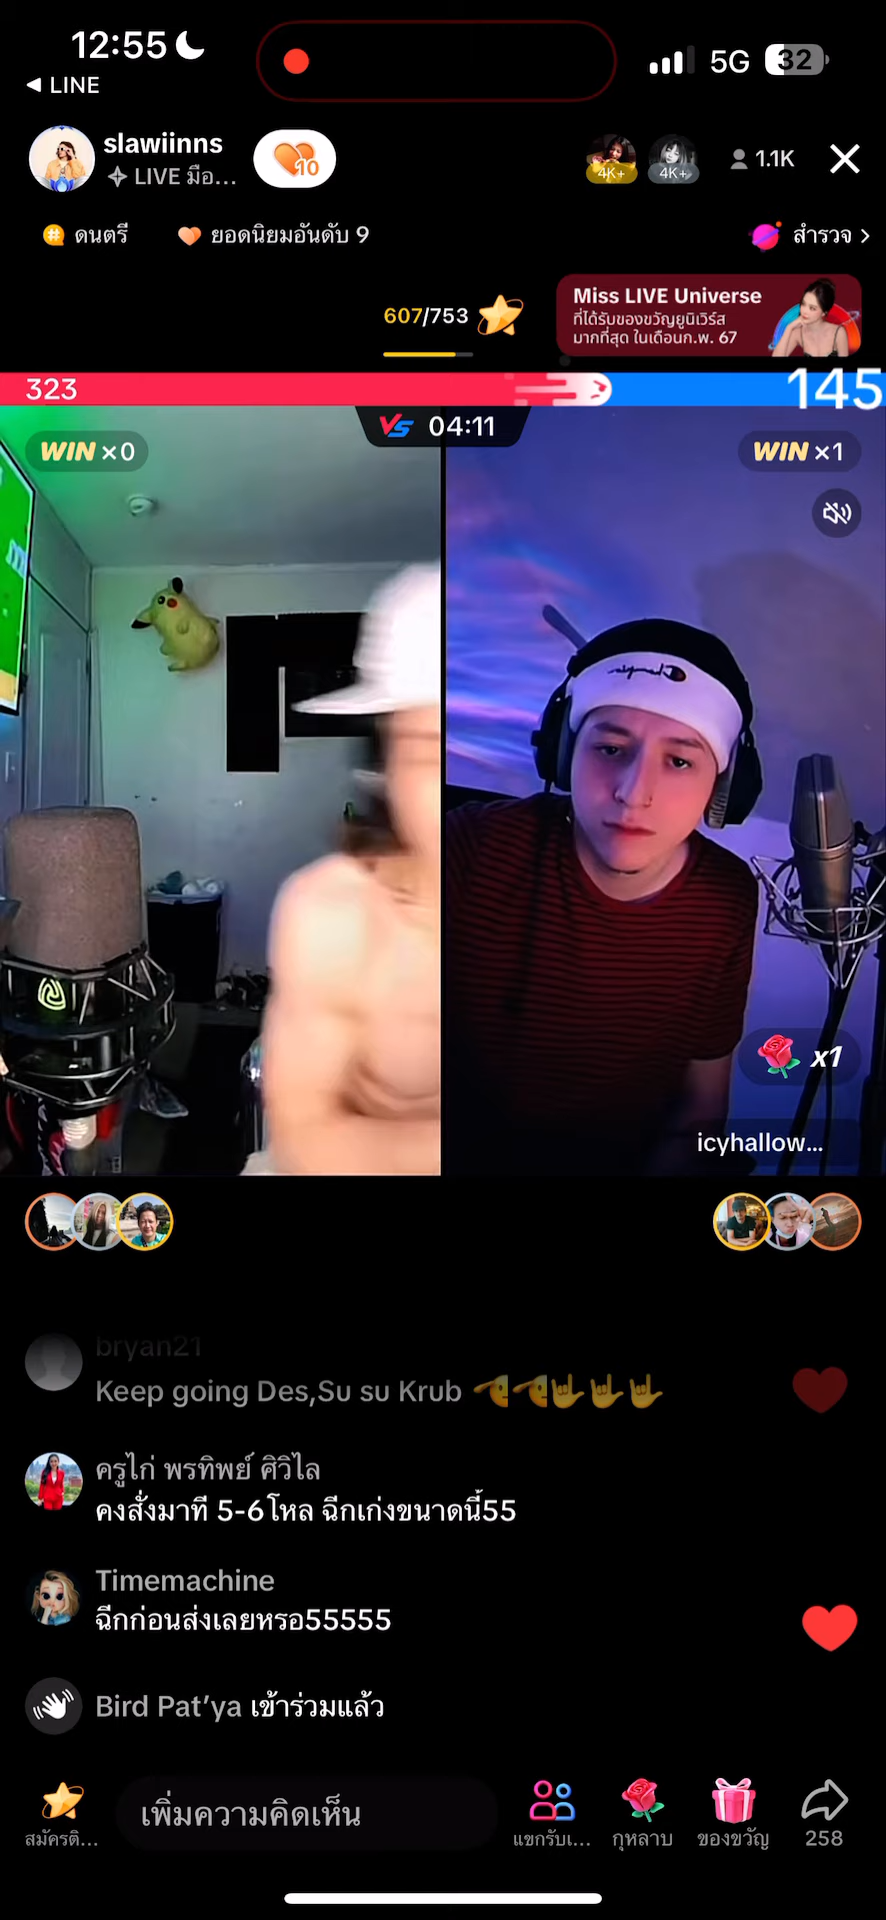 12:55
5G
32
◀ LINE
slawiinns
LIVE มือ...
10
4K+
4K+
1.1K
ดนตรี
ยอดนิยมอันดับ 9
สำรวจ
607/753
Miss LIVE Universe
ที่ได้รับของขวัญยูนิเวิร์ส
มากที่สุด ในเดือนก.พ. 67
323
145
VS 04:11
WIN ×0
WIN ×1
Champion
x1
icyhallow...
bryan21
Keep going Des,Su su Krub 🫡🫡🤟🤟🤟
ครูไก่ พรทิพย์ ศิวิไล
คงสั่งมาที 5-6โหล ฉีกเก่งขนาดนี้55
Timemachine
ฉีกก่อนส่งเลยหรอ55555
Bird Pat'ya เข้าร่วมแล้ว
เพิ่มความคิดเห็น
สมัครติ...
แขกรับเ...
กุหลาบ
ของขวัญ
258